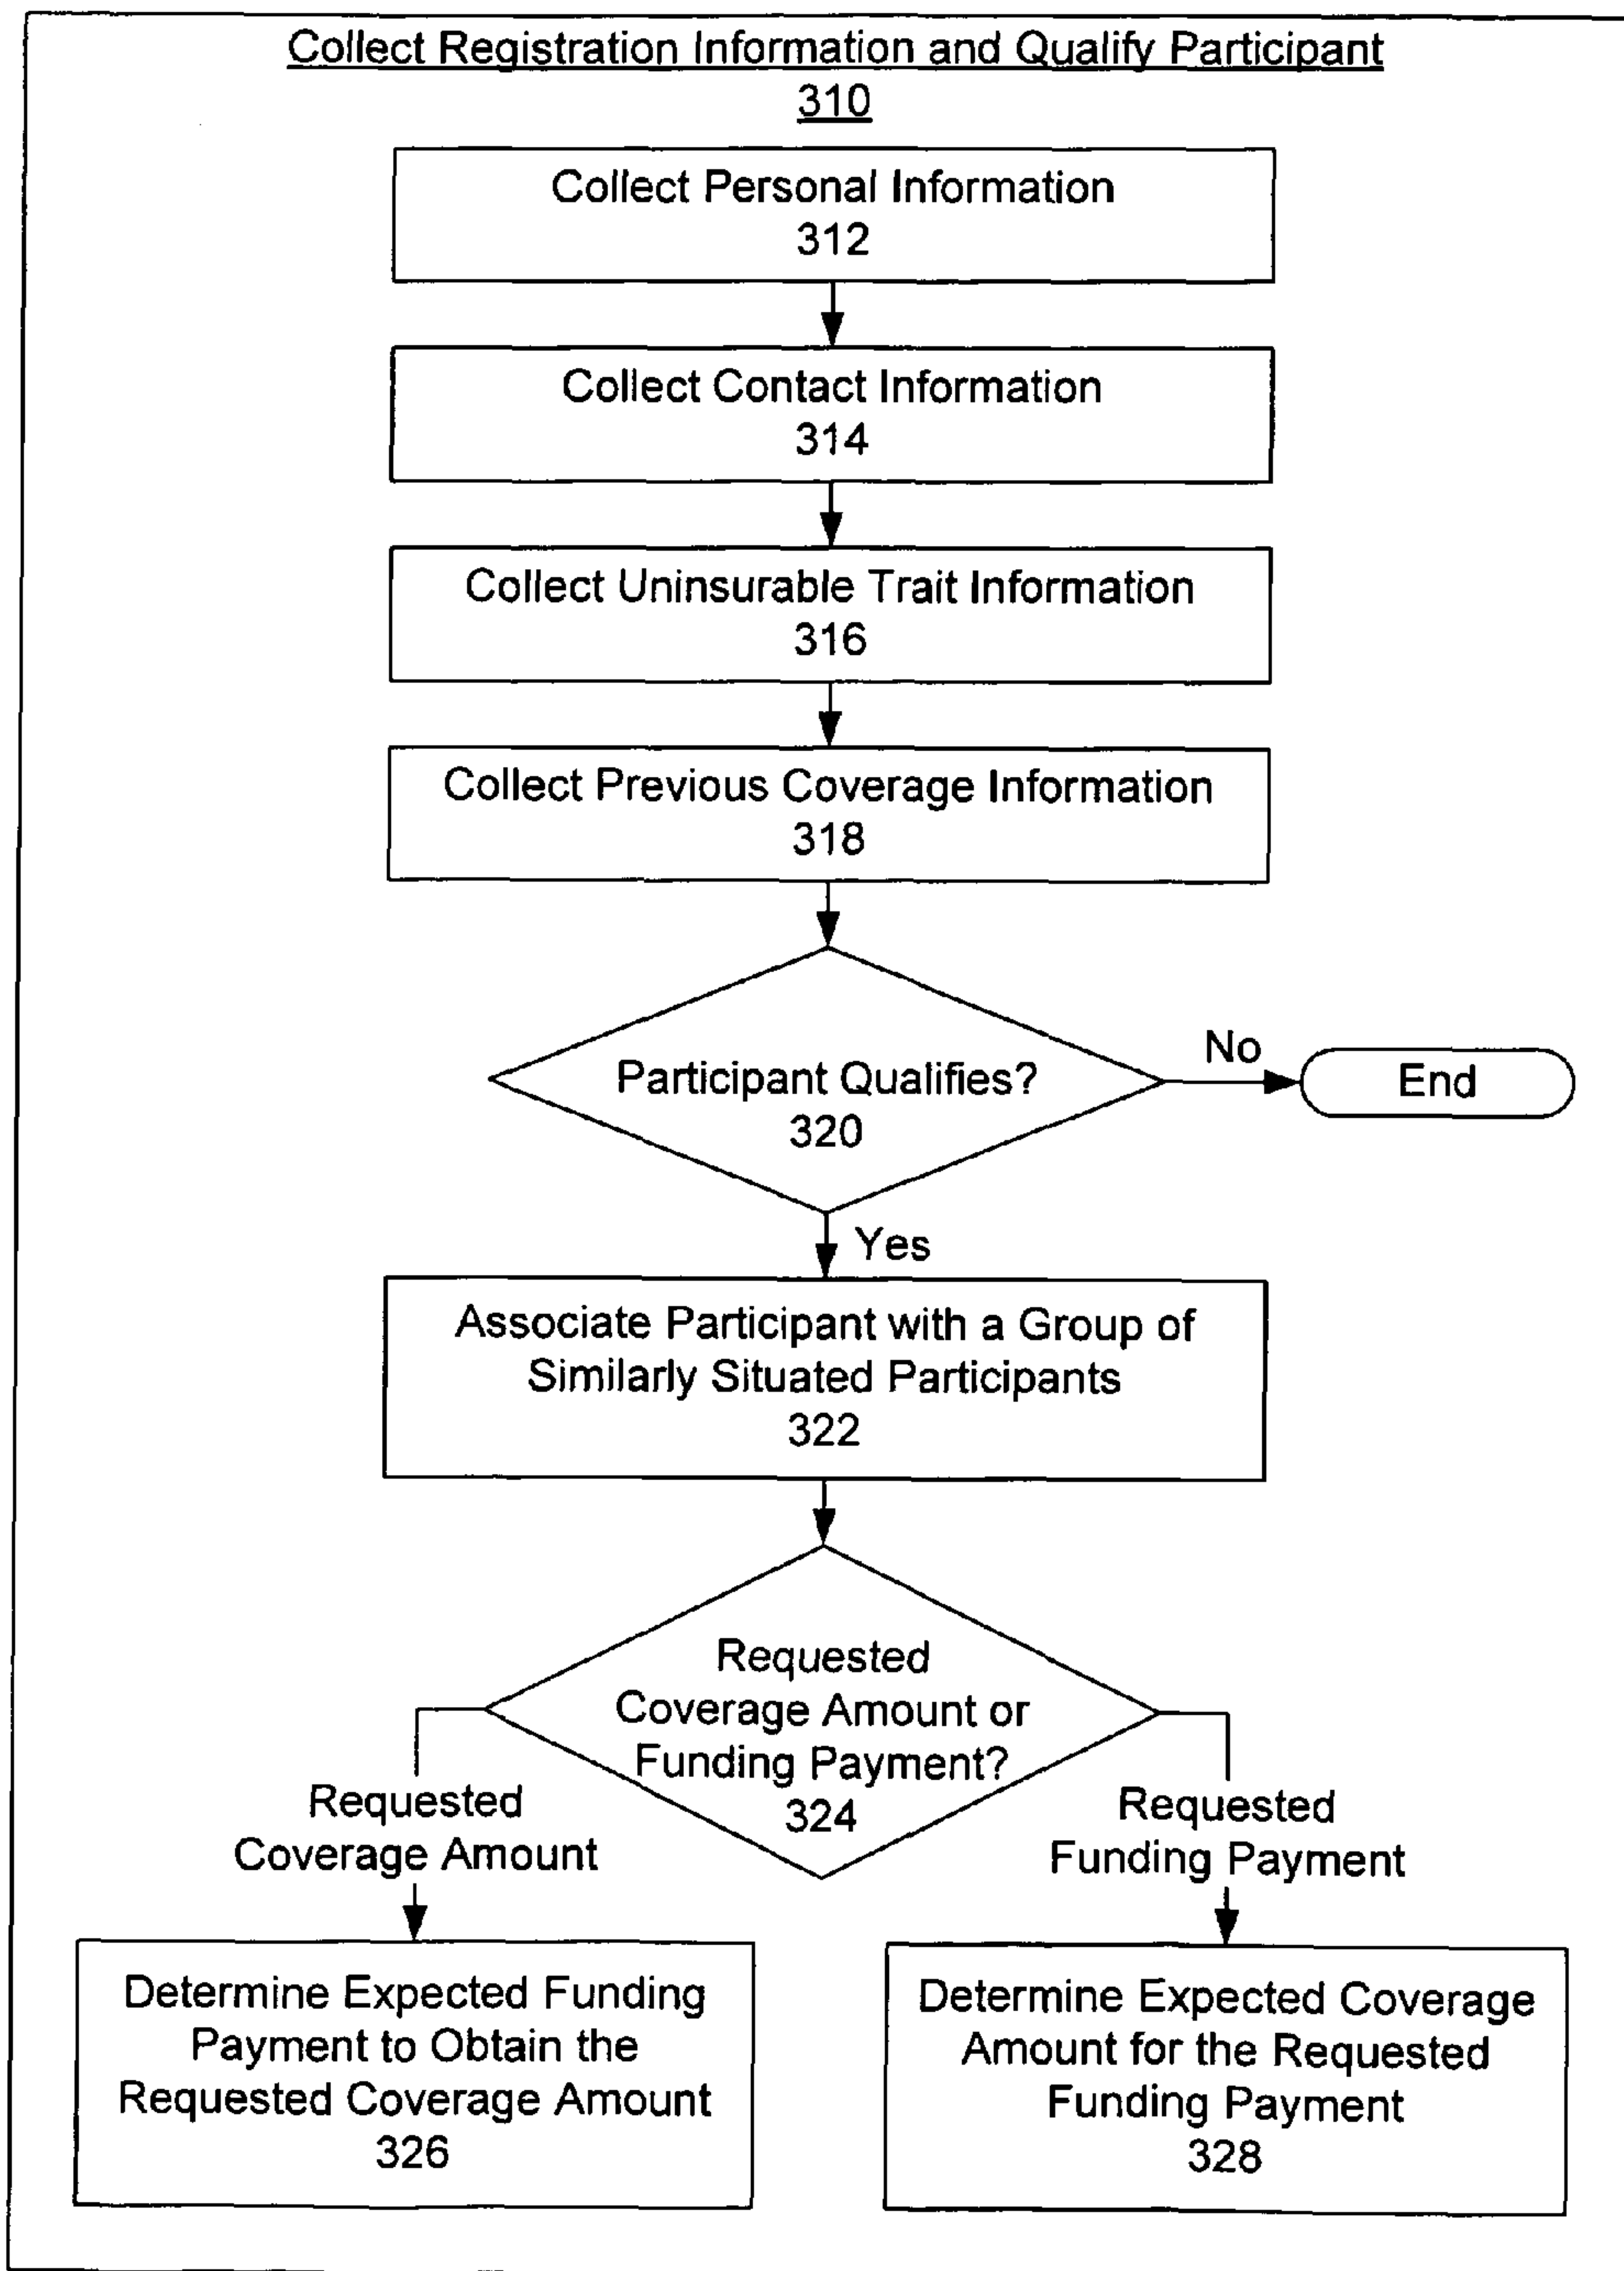 Collect Registration Information and Qualify Participant
310
Collect Personal Information
312
Collect Contact Information
314
Collect Uninsurable Trait Information
316
Collect Previous Coverage Information
318
Participant Qualifies?
320
No
End
Yes
Associate Participant with a Group of
Similarly Situated Participants
322
Requested
Coverage Amount or
Funding Payment?
324
Requested
Coverage Amount
Requested
Funding Payment
Determine Expected Funding
Payment to Obtain the
Requested Coverage Amount
326
Determine Expected Coverage
Amount for the Requested
Funding Payment
328